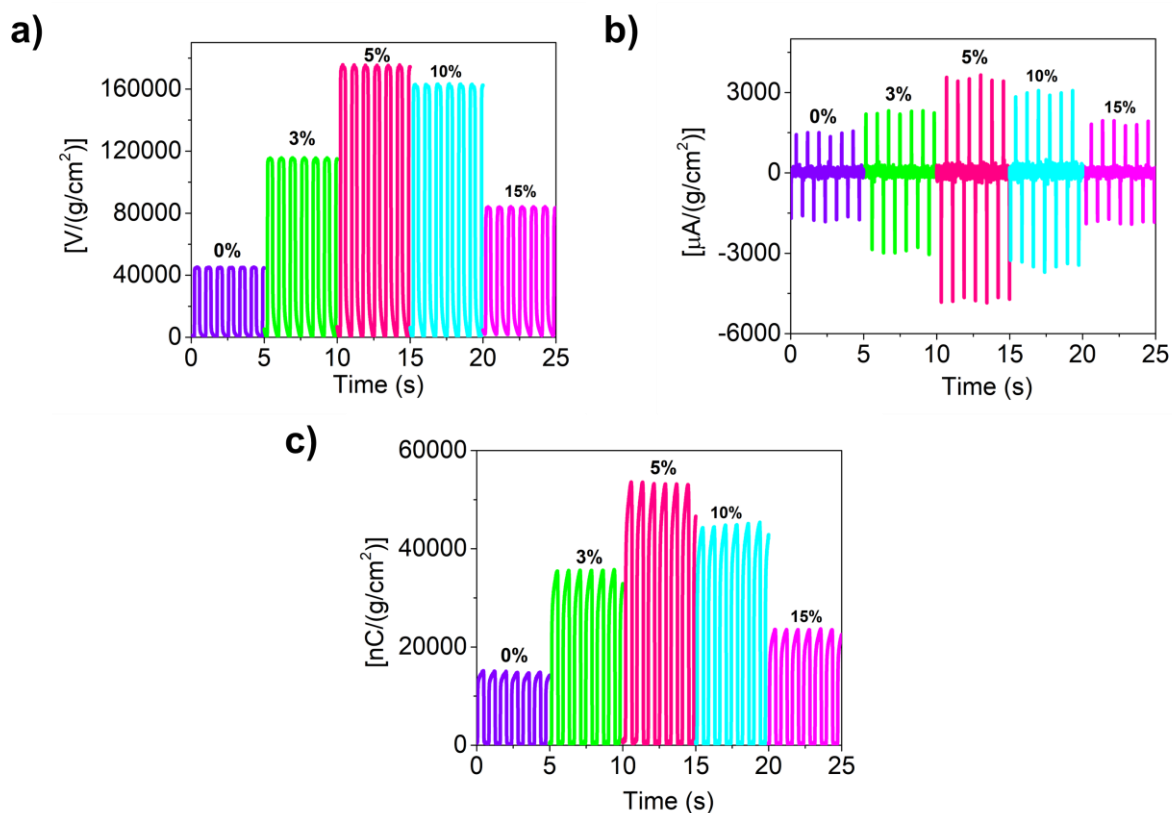 a)
[V/(g/cm²)]
160000
120000
80000
40000
0
0%
3%
5%
10%
15%
0 5 10 15 20 25
Time (s)
b)
[μA/(g/cm²)]
3000
0
-3000
-6000
0%
3%
5%
10%
15%
0 5 10 15 20 25
Time (s)
c)
[nC/(g/cm²)]
60000
40000
20000
0
0%
3%
5%
10%
15%
0 5 10 15 20 25
Time (s)